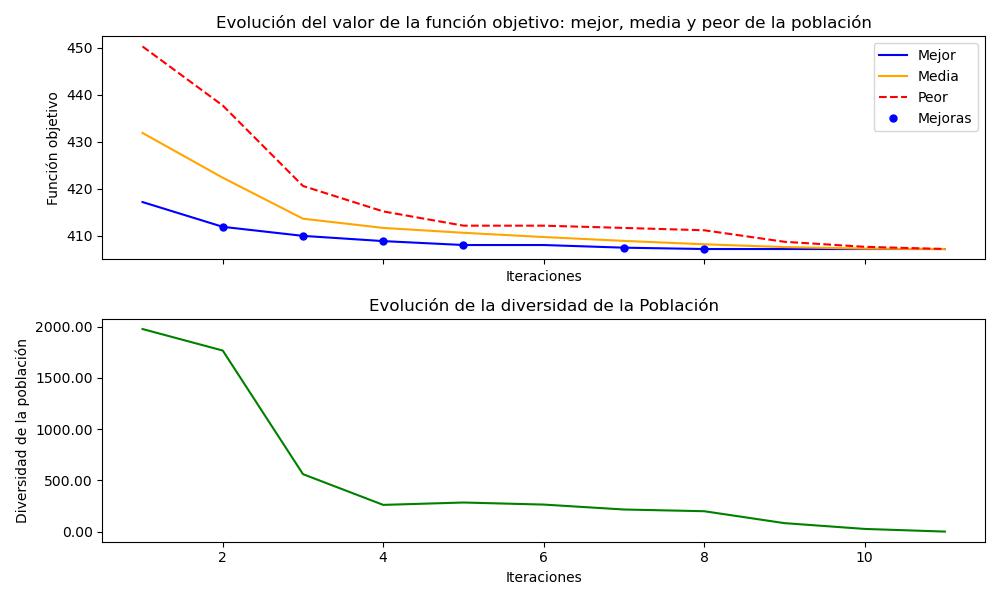 Evolución del valor de la función objetivo: mejor, media y peor de la población
450
440
430
420
410
Función objetivo
Mejor
Media
Peor
Mejoras
Iteraciones
Evolución de la diversidad de la Población
2000.00
1500.00
1000.00
500.00
0.00
Diversidad de la población
2 4 6 8 10
Iteraciones